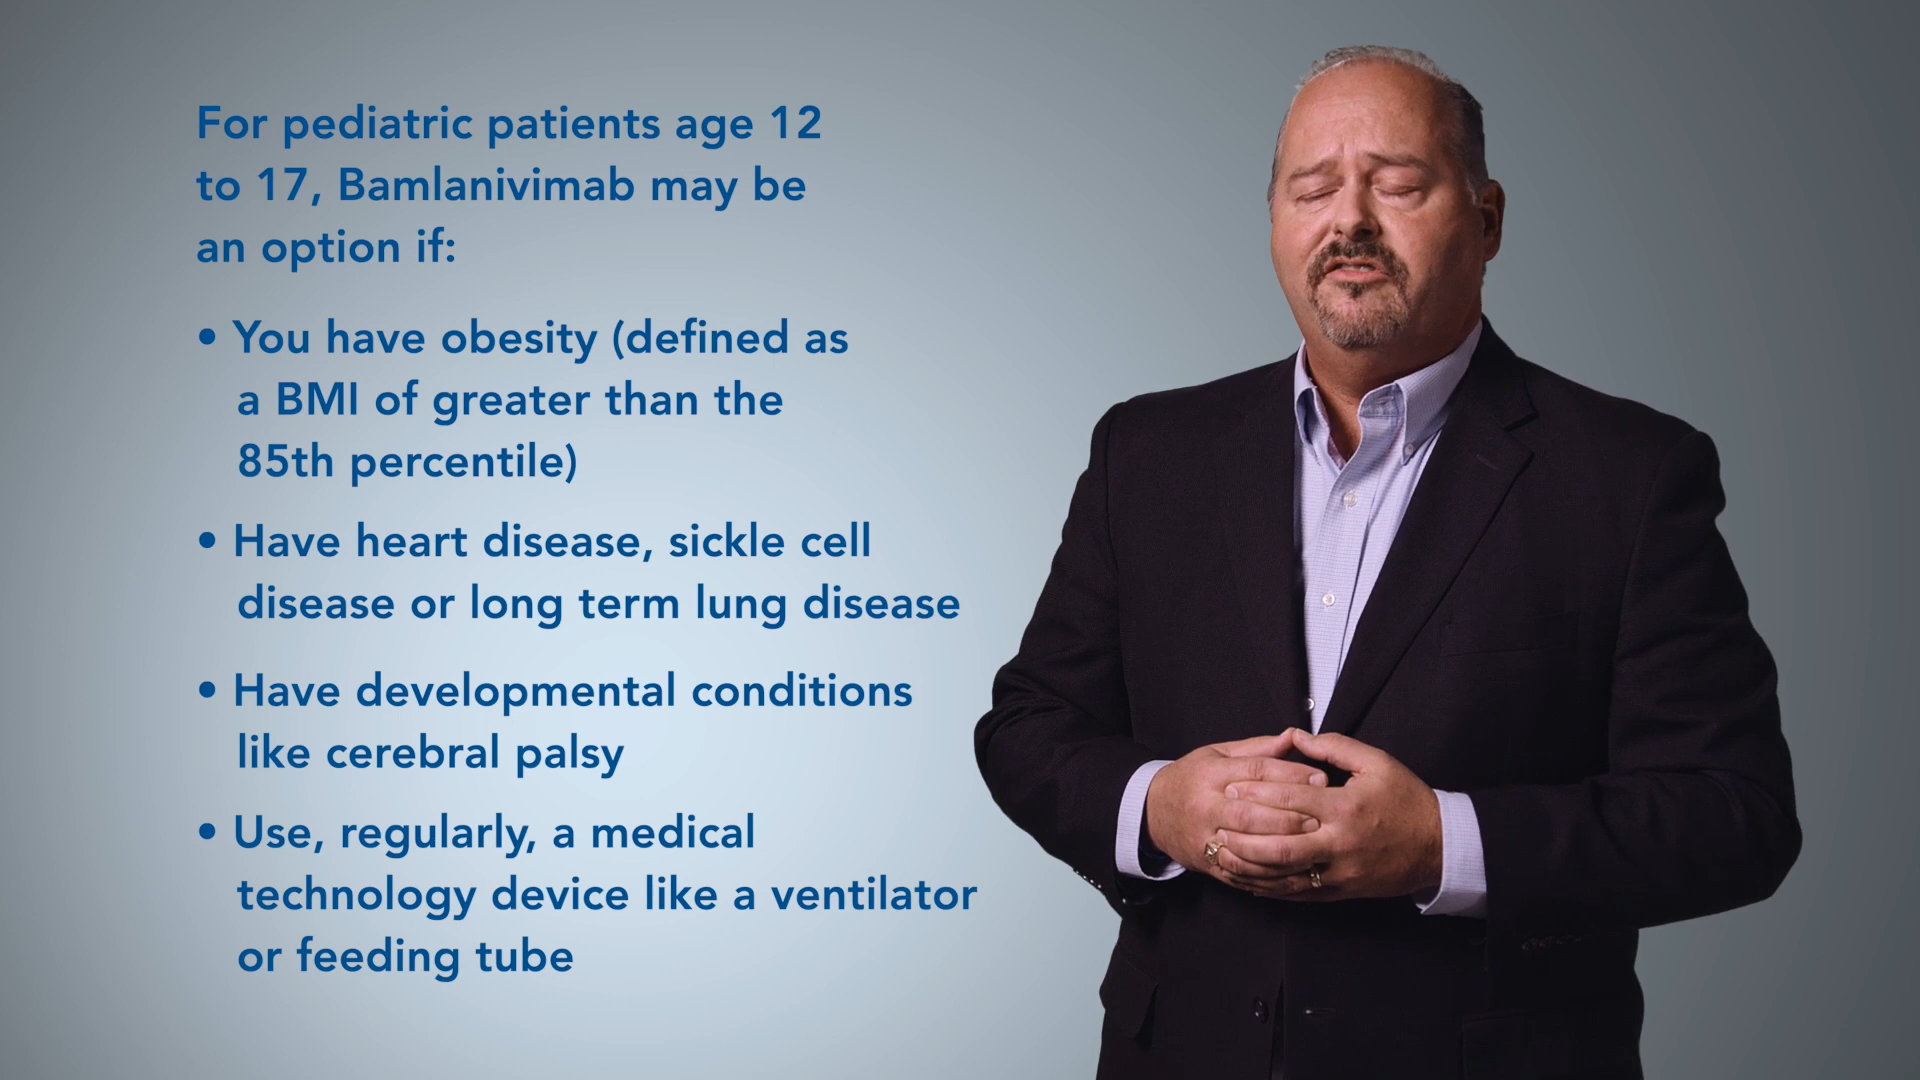 For pediatric patients age 12
to 17, Bamlanivimab may be
an option if:
• You have obesity (defined as
a BMI of greater than the
85th percentile)
• Have heart disease, sickle cell
disease or long term lung disease
• Have developmental conditions
like cerebral palsy
• Use, regularly, a medical
technology device like a ventilator
or feeding tube